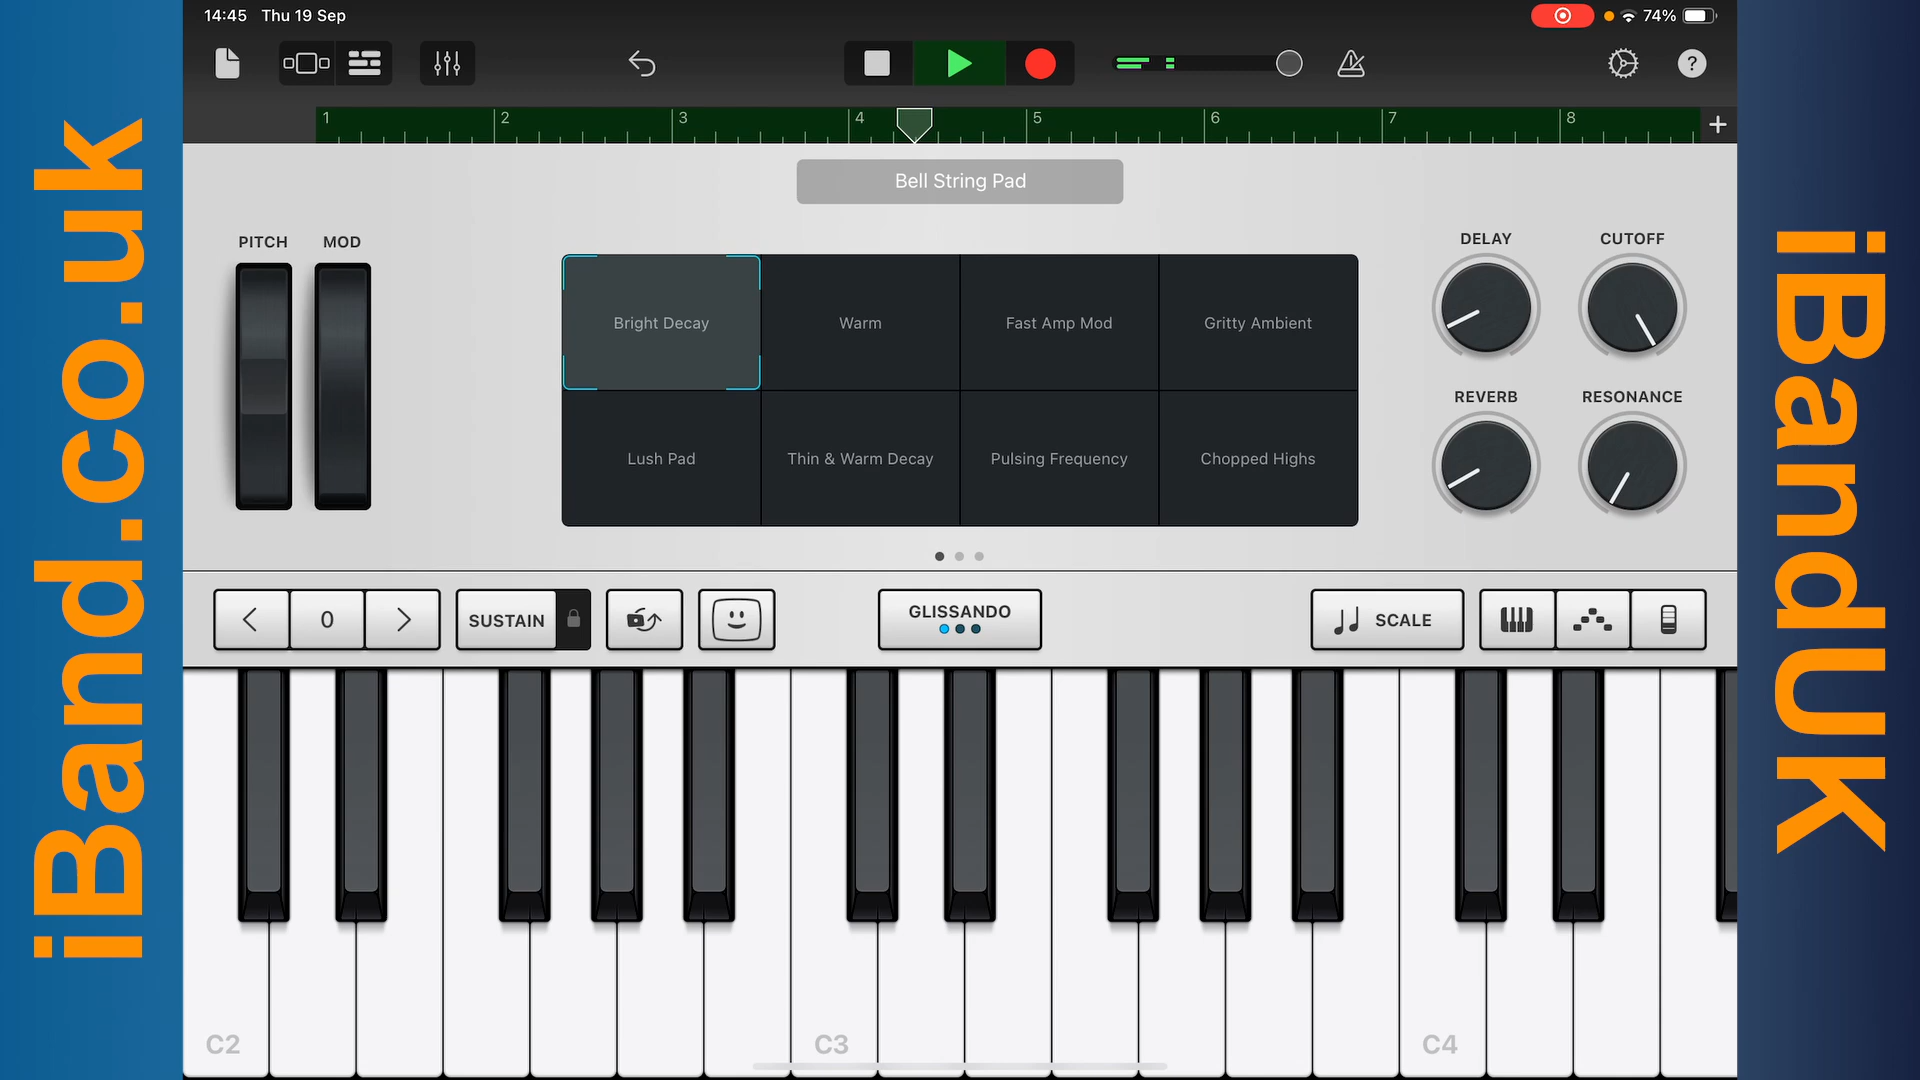 14:45 Thu 19 Sep
74%
?
1 2 3 4 5 6 7 8 +
Bell String Pad
PITCH MOD
DELAY CUTOFF
Bright Decay Warm Fast Amp Mod Gritty Ambient
REVERB RESONANCE
Lush Pad Thin & Warm Decay Pulsing Frequency Chopped Highs
0 SUSTAIN GLISSANDO SCALE
C2 C3 C4
iBand.co.uk
iBandUK